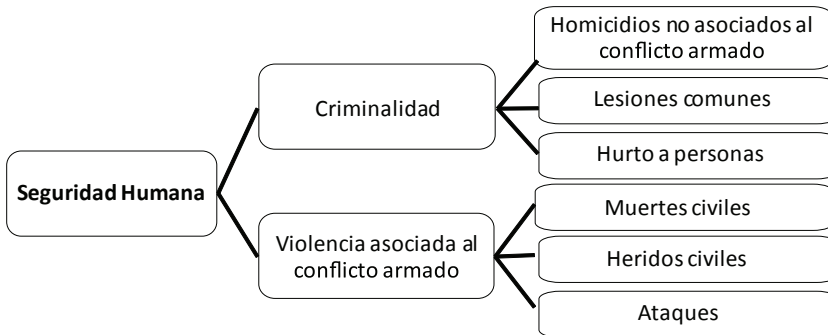 Seguridad Humana
Criminalidad
Homicidios no asociados al
conflicto armado
Lesiones comunes
Hurto a personas
Violencia asociada al
conflicto armado
Muertes civiles
Heridos civiles
Ataques